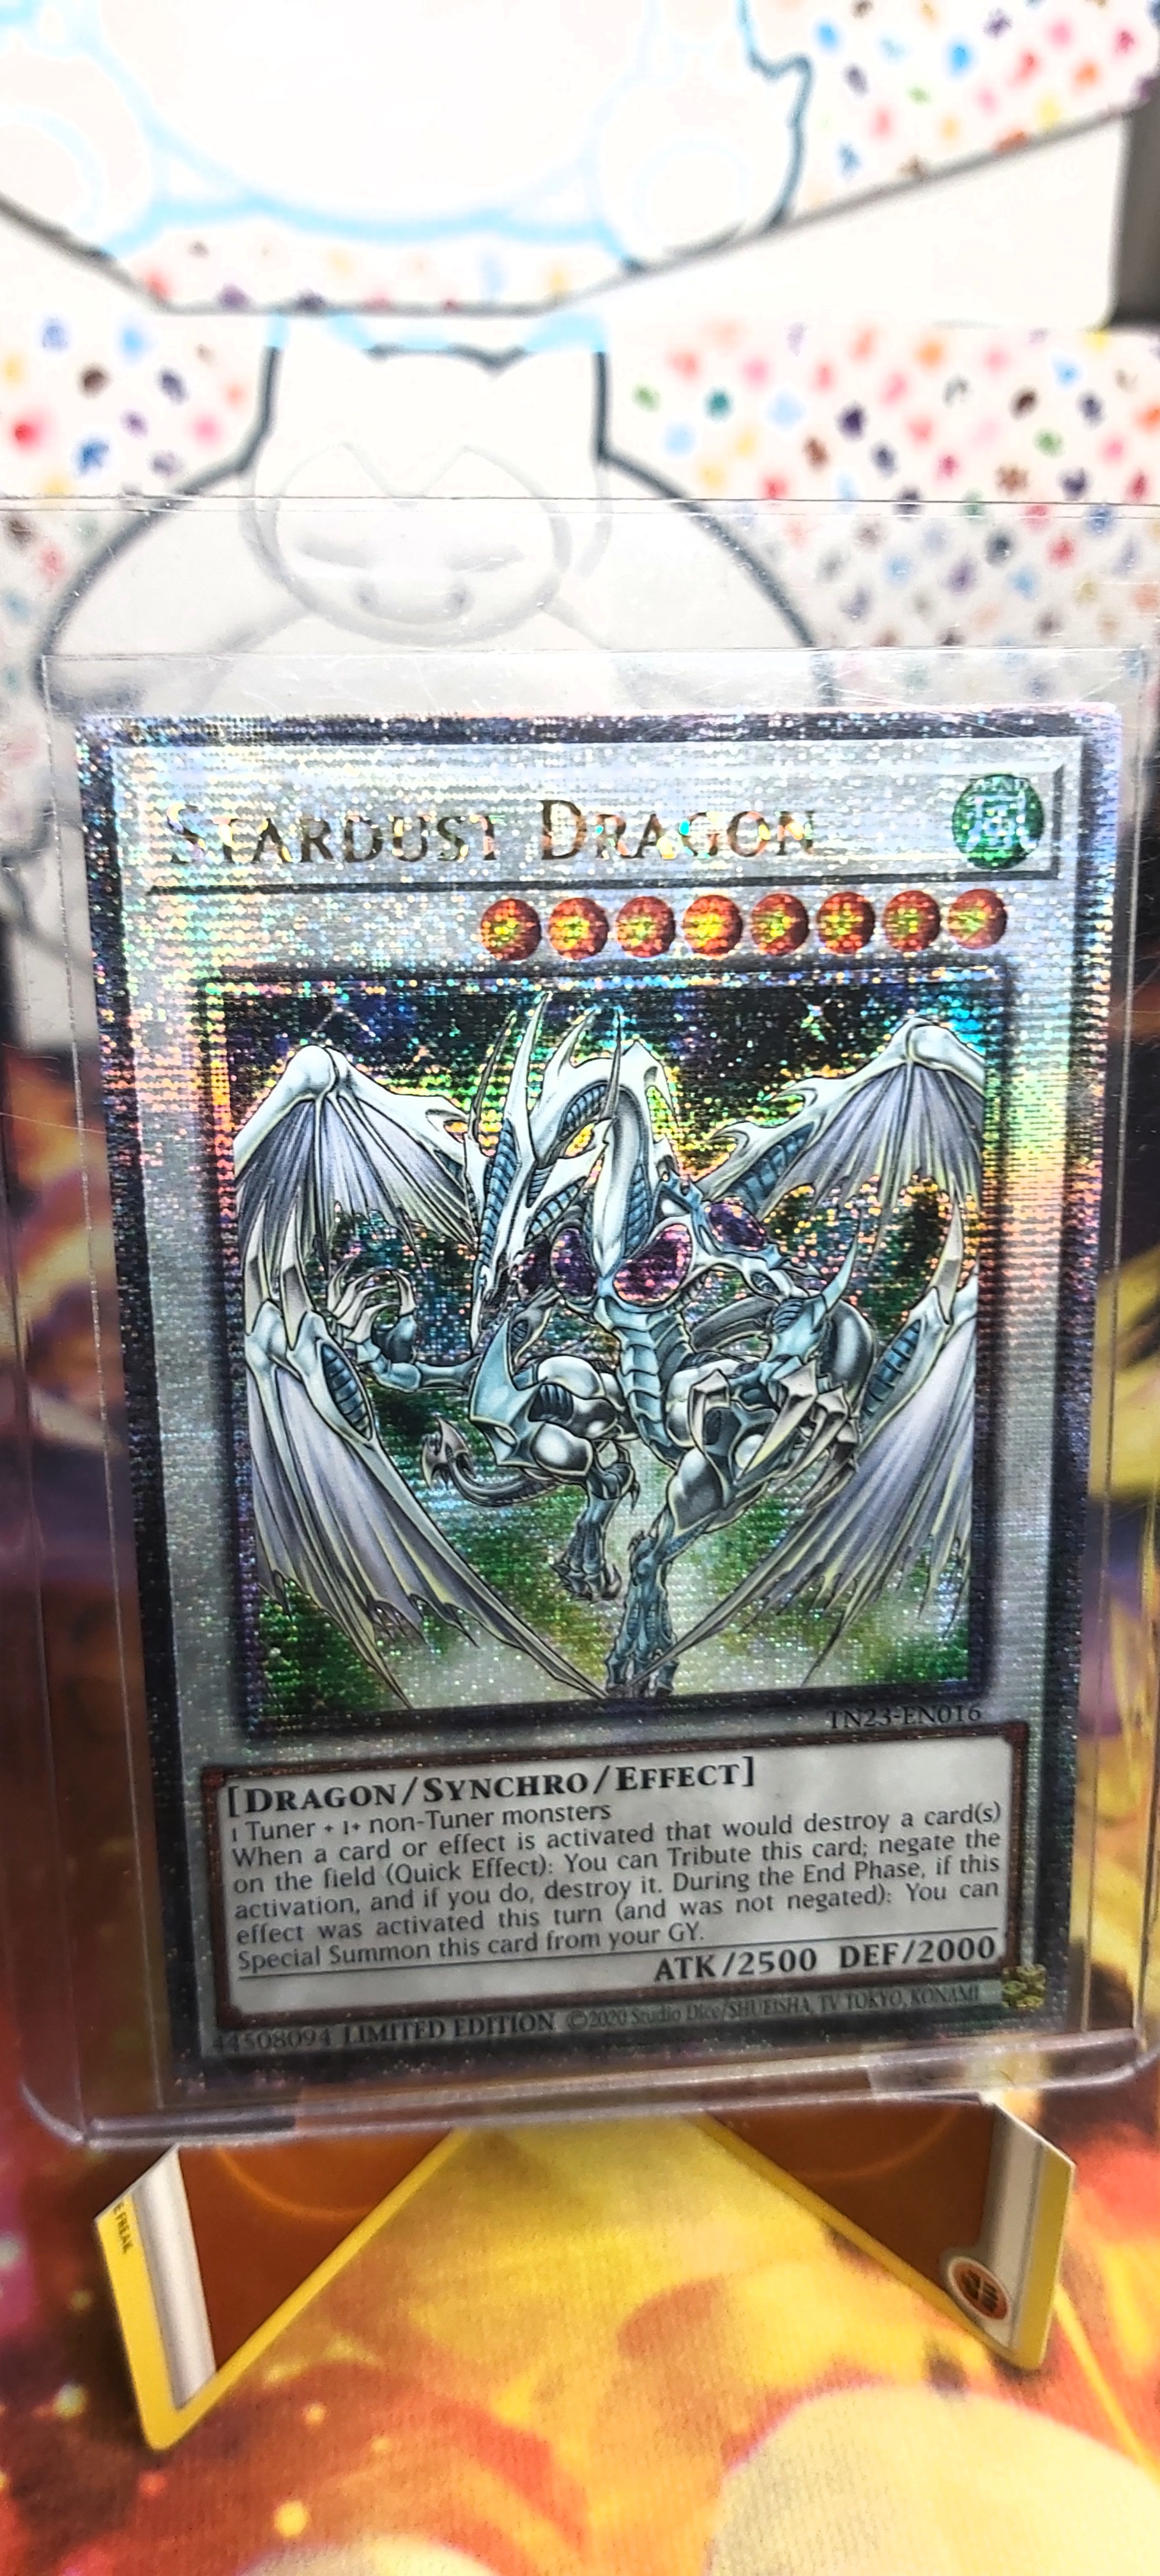 STARDUST DRAGON
風
TN23-EN016
[DRAGON/SYNCHRO/EFFECT]
1 Tuner + 1+ non-Tuner monsters
When a card or effect is activated that would destroy a card(s)
on the field (Quick Effect): You can Tribute this card; negate the
activation, and if you do, destroy it. During the End Phase, if this
effect was activated this turn (and was not negated): You can
Special Summon this card from your GY.
ATK/2500 DEF/2000
44508094 LIMITED EDITION ©2020 Studio Dice/SHUEISHA, TV TOKYO, KONAMI